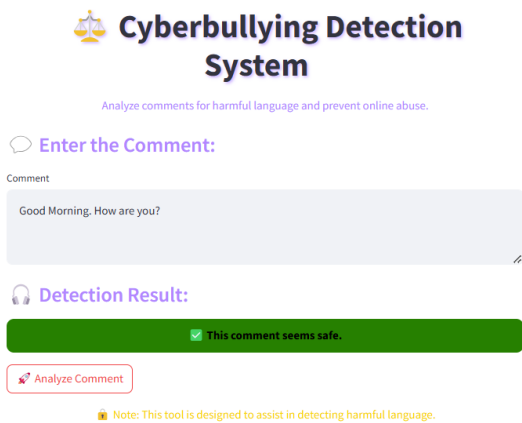 ⚖️ Cyberbullying Detection
System
Analyze comments for harmful language and prevent online abuse.
💬 Enter the Comment:
Comment
Good Morning. How are you?
🎧 Detection Result:
✅ This comment seems safe.
🚀 Analyze Comment
🔒 Note: This tool is designed to assist in detecting harmful language.